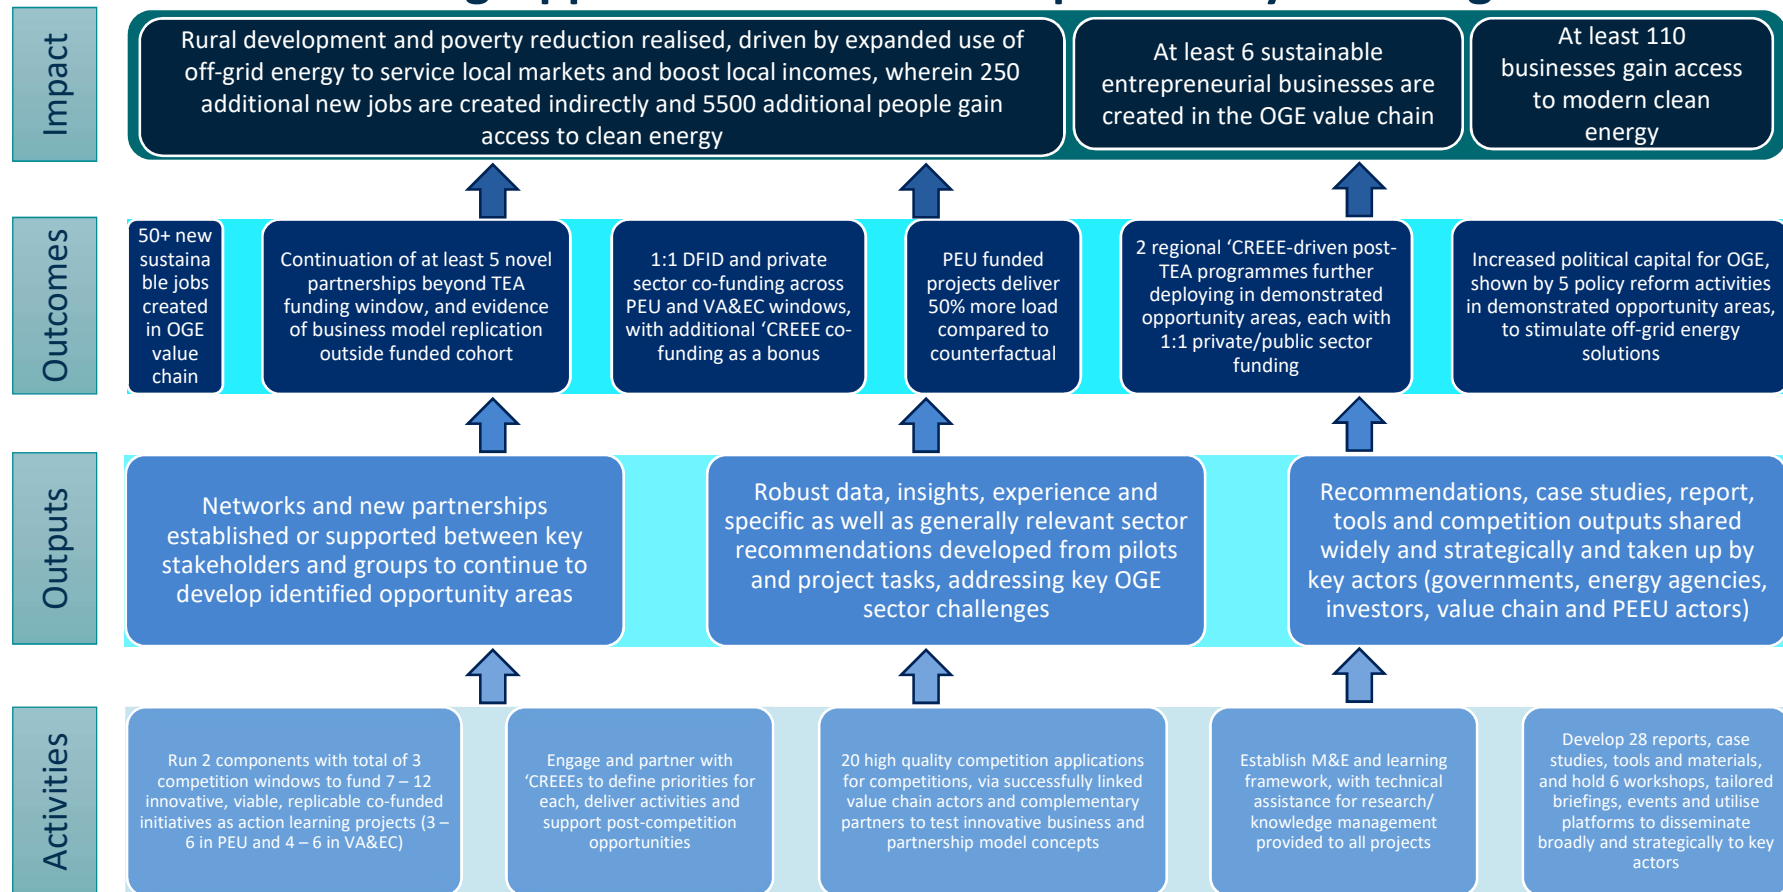 Impact
Rural development and poverty reduction realised, driven by expanded use of
off-grid energy to service local markets and boost local incomes, wherein 250
additional new jobs are created indirectly and 5500 additional people gain
access to clean energy
At least 6 sustainable
entrepreneurial businesses are
created in the OGE value chain
At least 110
businesses gain access
to modern clean
energy
Outcomes
50+ new
sustaina
ble jobs
created
in OGE
value
chain
Continuation of at least 5 novel
partnerships beyond TEA
funding window, and evidence
of business model replication
outside funded cohort
1:1 DFID and private
sector co-funding across
PEU and VA&EC windows,
with additional ‘CREEE co-
funding as a bonus
PEU funded
projects deliver
50% more load
compared to
counterfactual
2 regional ‘CREEE-driven post-
TEA programmes further
deploying in demonstrated
opportunity areas, each with
1:1 private/public sector
funding
Increased political capital for OGE,
shown by 5 policy reform activities
in demonstrated opportunity areas,
to stimulate off-grid energy
solutions
Outputs
Networks and new partnerships
established or supported between key
stakeholders and groups to continue to
develop identified opportunity areas
Robust data, insights, experience and
specific as well as generally relevant sector
recommendations developed from pilots
and project tasks, addressing key OGE
sector challenges
Recommendations, case studies, report,
tools and competition outputs shared
widely and strategically and taken up by
key actors (governments, energy agencies,
investors, value chain and PEEU actors)
Activities
Run 2 components with total of 3
competition windows to fund 7 – 12
innovative, viable, replicable co-funded
initiatives as action learning projects (3 –
6 in PEU and 4 – 6 in VA&EC)
Engage and partner with
‘CREEEs to define priorities for
each, deliver activities and
support post-competition
opportunities
20 high quality competition applications
for competitions, via successfully linked
value chain actors and complementary
partners to test innovative business and
partnership model concepts
Establish M&E and learning
framework, with technical
assistance for research/
knowledge management
provided to all projects
Develop 28 reports, case
studies, tools and materials,
and hold 6 workshops, tailored
briefings, events and utilise
platforms to disseminate
broadly and strategically to key
actors